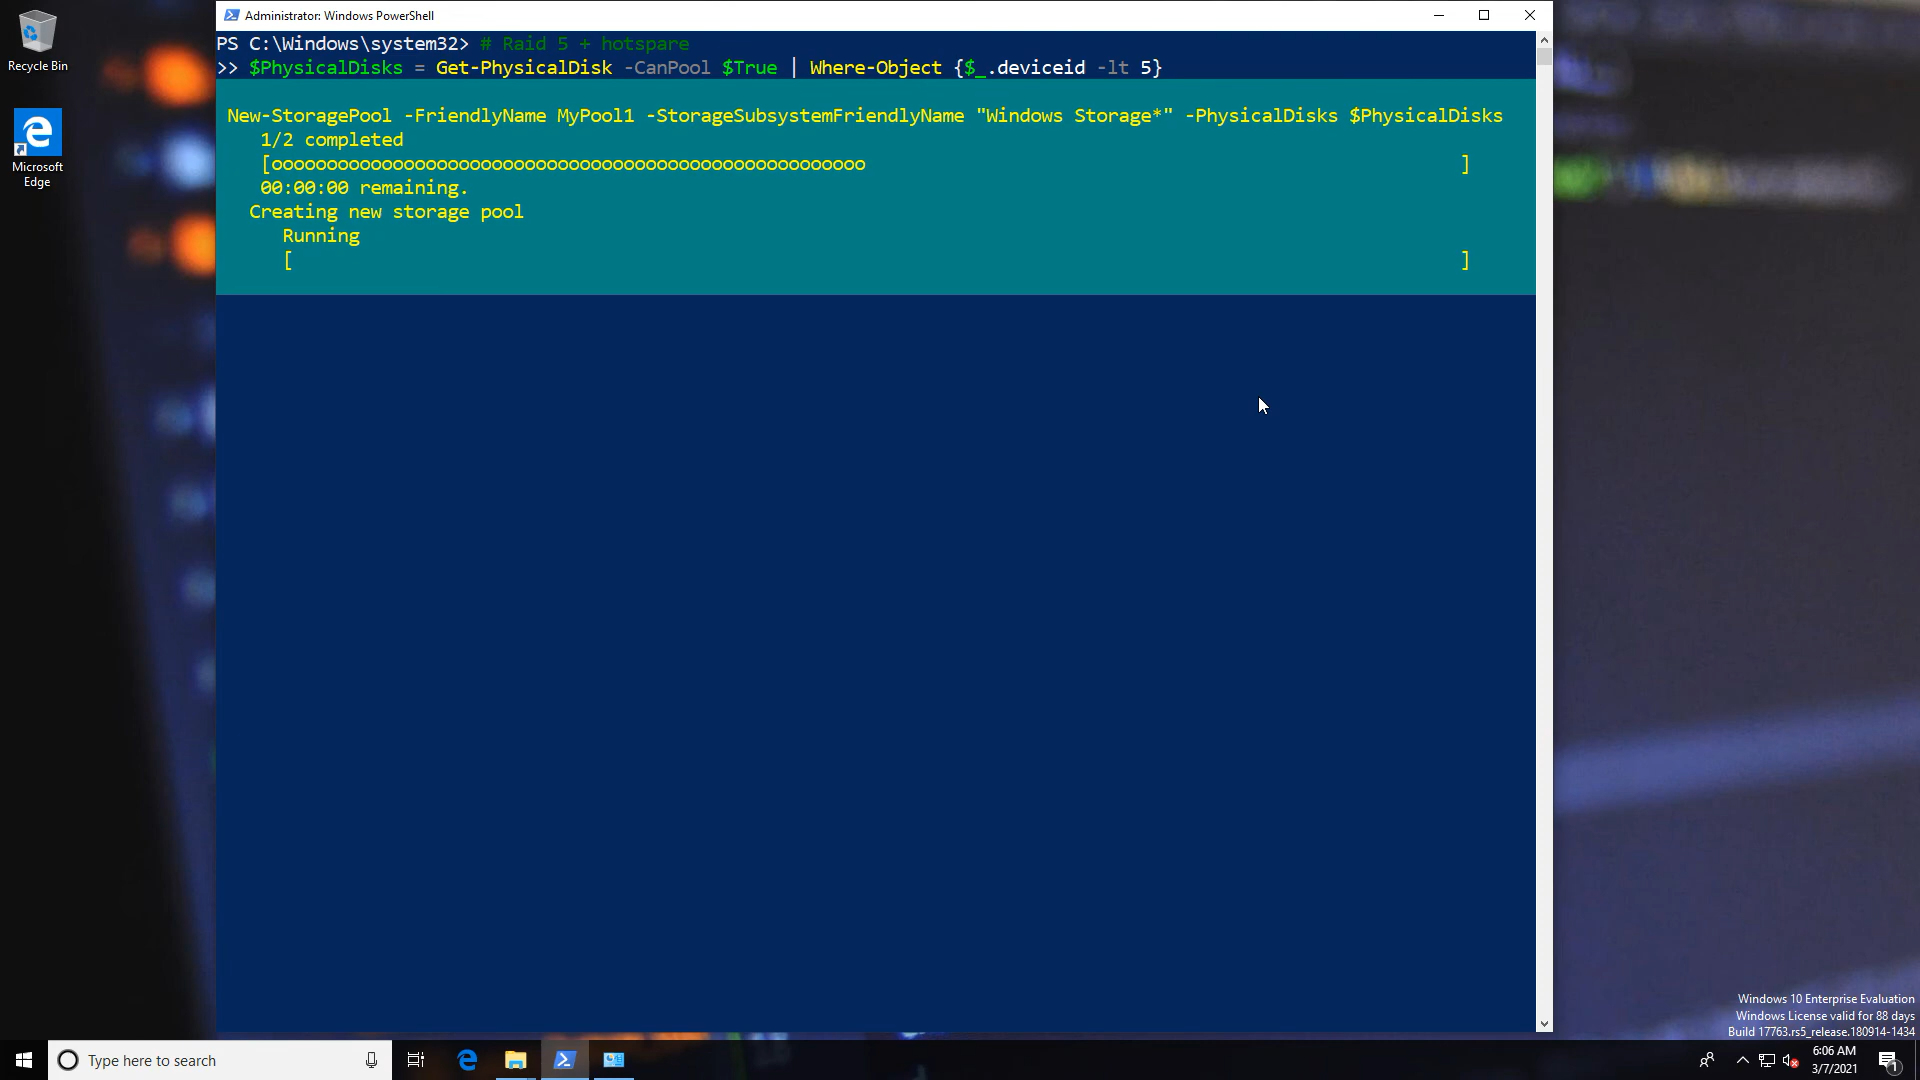 Administrator: Windows PowerShell
PS C:\Windows\system32> # Raid 5 + hotspare
>> $PhysicalDisks = Get-PhysicalDisk -CanPool $True | Where-Object {$_.deviceid -lt 5}
New-StoragePool -FriendlyName MyPool1 -StorageSubsystemFriendlyName "Windows Storage*" -PhysicalDisks $PhysicalDisks
1/2 completed
[oooooooooooooooooooooooooooooooooooooooooooooooooooooo ]
00:00:00 remaining.
Creating new storage pool
Running
[ ]
Recycle Bin
Microsoft
Edge
Windows 10 Enterprise Evaluation
Windows License valid for 88 days
Build 17763.rs5_release.180914-1434
Type here to search
6:06 AM
3/7/2021
1